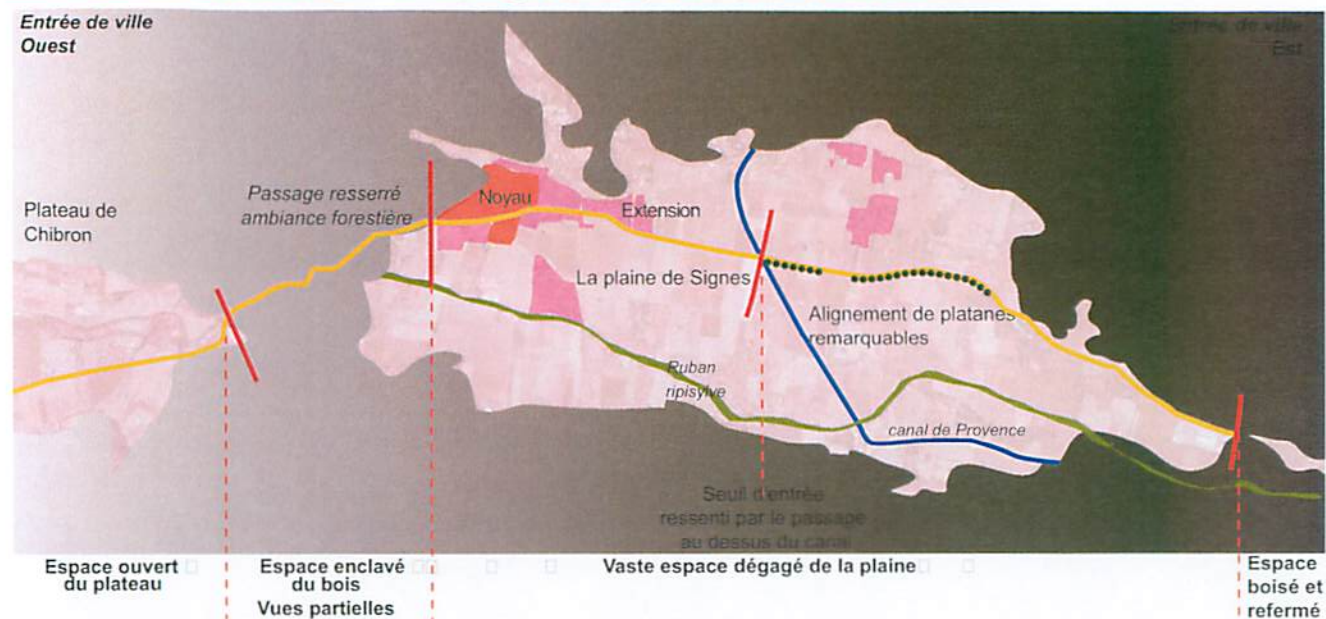 Entrée de ville
Ouest
Entrée de ville
Est
Passage resserré
ambiance forestière
Plateau de
Chibron
Noyau
Extension
La plaine de Signes
Alignement de platanes
remarquables
Ruban
ripisylve
canal de Provence
Seuil d'entrée
ressenti par le passage
au dessus du canal
Espace ouvert
du plateau
Espace enclavé
du bois
Vues partielles
Vaste espace dégagé de la plaine
Espace
boisé et
refermé